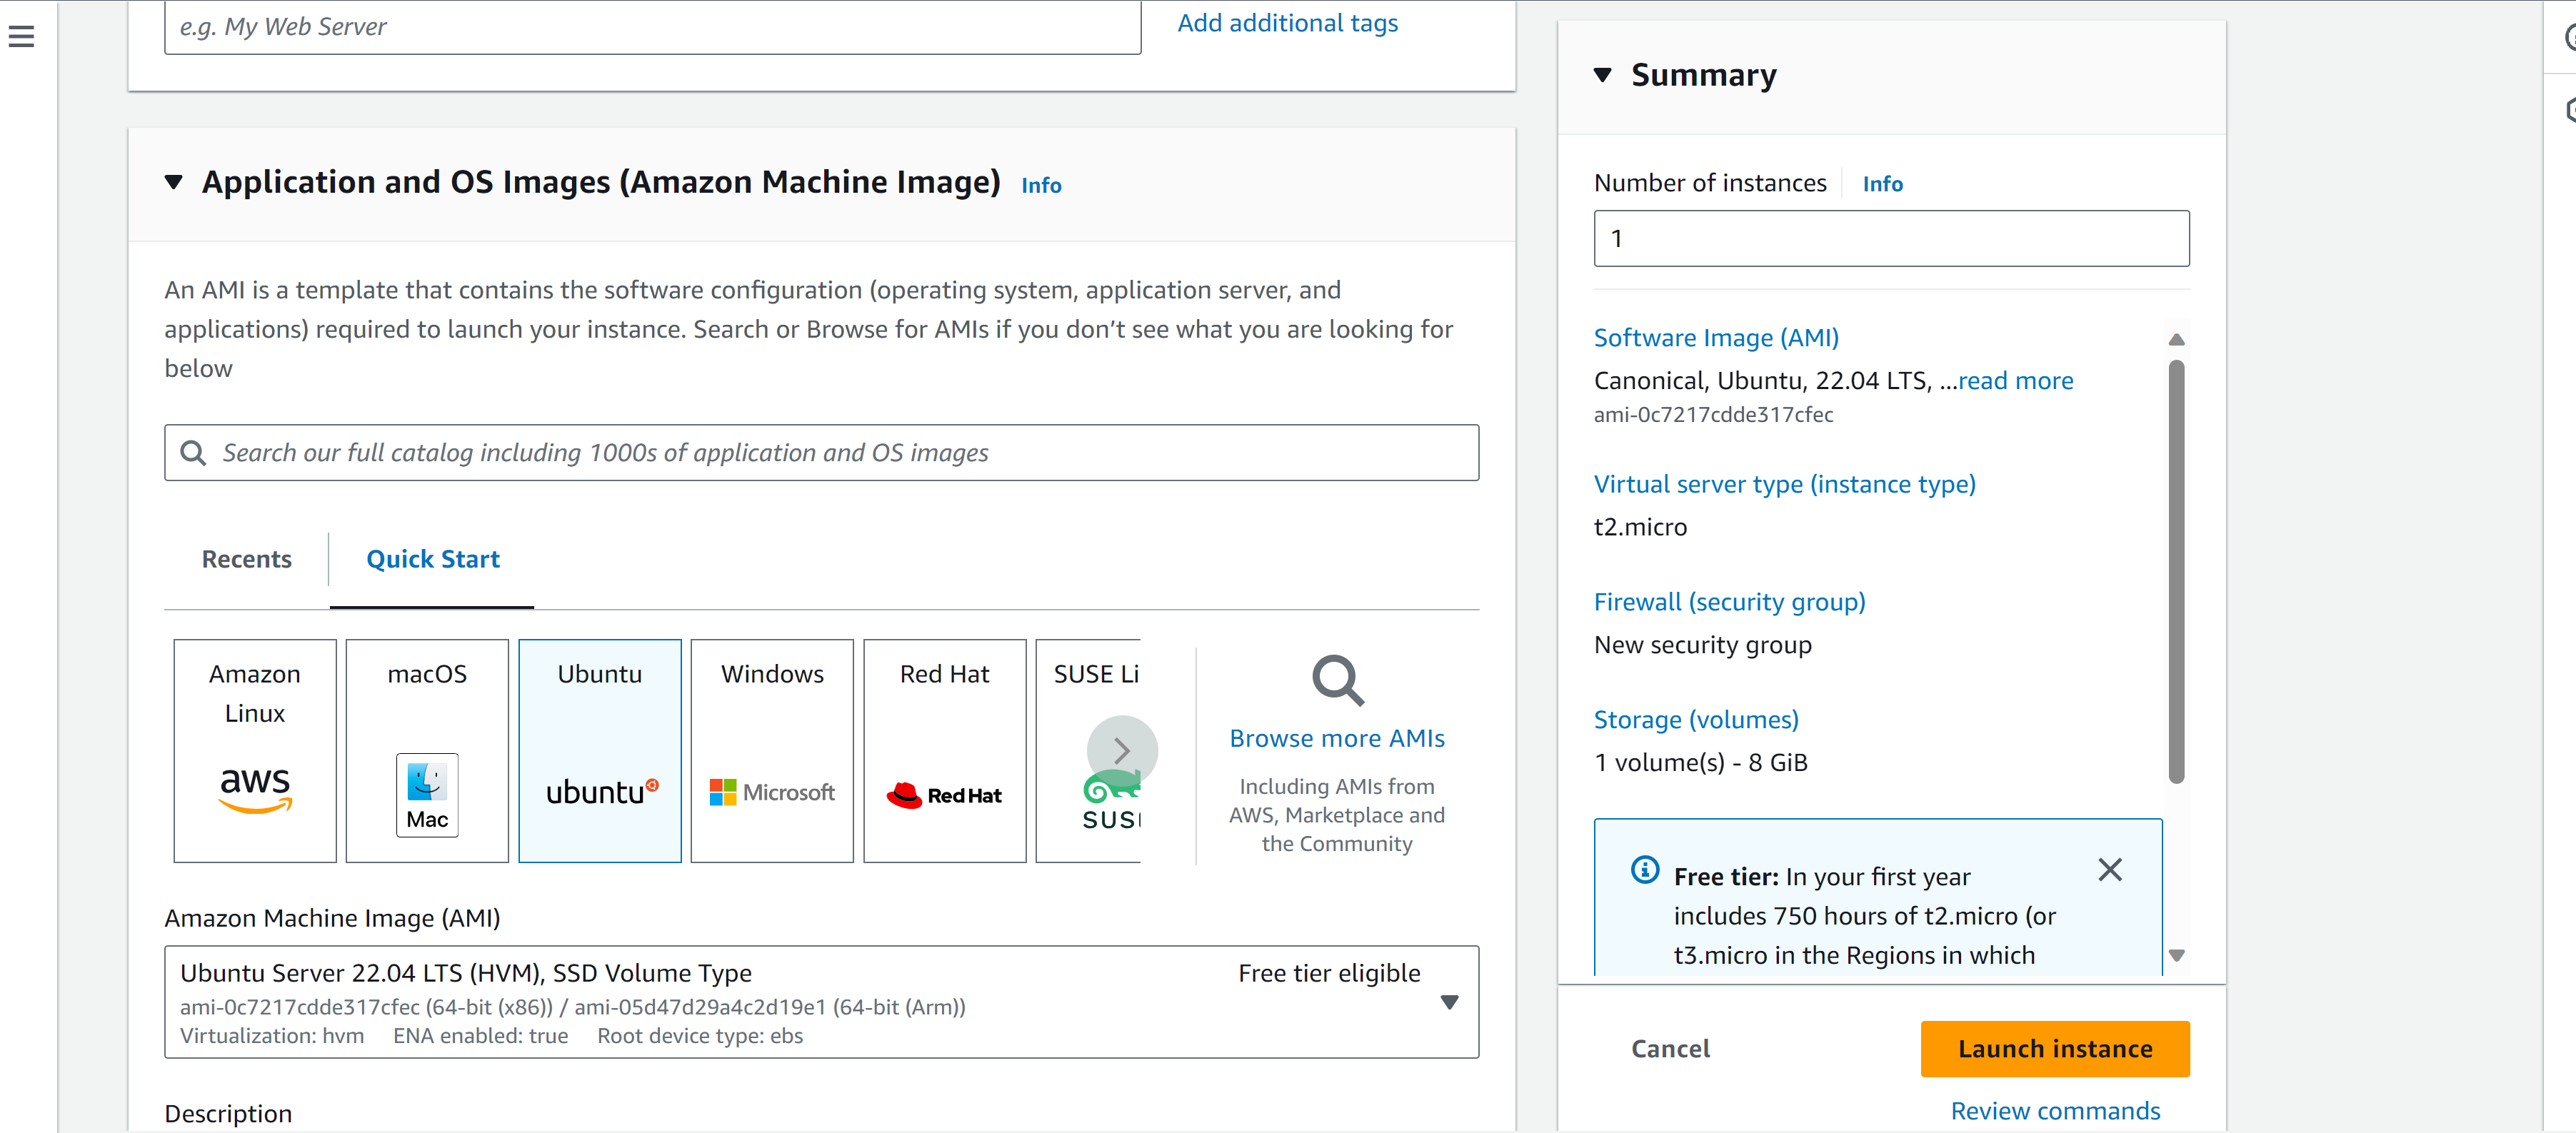 e.g. My Web Server
Add additional tags
Application and OS Images (Amazon Machine Image) Info
An AMI is a template that contains the software configuration (operating system, application server, and
applications) required to launch your instance. Search or Browse for AMIs if you don’t see what you are looking for
below
Search our full catalog including 1000s of application and OS images
Recents
Quick Start
Amazon
Linux
aws
macOS
Mac
Ubuntu
ubuntu
Windows
Microsoft
Red Hat
Red Hat
SUSE Li
SUS
Browse more AMIs
Including AMIs from
AWS, Marketplace and
the Community
Amazon Machine Image (AMI)
Ubuntu Server 22.04 LTS (HVM), SSD Volume Type
Free tier eligible
ami-0c7217cdde317cfec (64-bit (x86)) / ami-05d47d29a4c2d19e1 (64-bit (Arm))
Virtualization: hvm ENA enabled: true Root device type: ebs
Description
Summary
Number of instances Info
1
Software Image (AMI)
Canonical, Ubuntu, 22.04 LTS, ...read more
ami-0c7217cdde317cfec
Virtual server type (instance type)
t2.micro
Firewall (security group)
New security group
Storage (volumes)
1 volume(s) - 8 GiB
Free tier: In your first year
includes 750 hours of t2.micro (or
t3.micro in the Regions in which
Cancel
Launch instance
Review commands